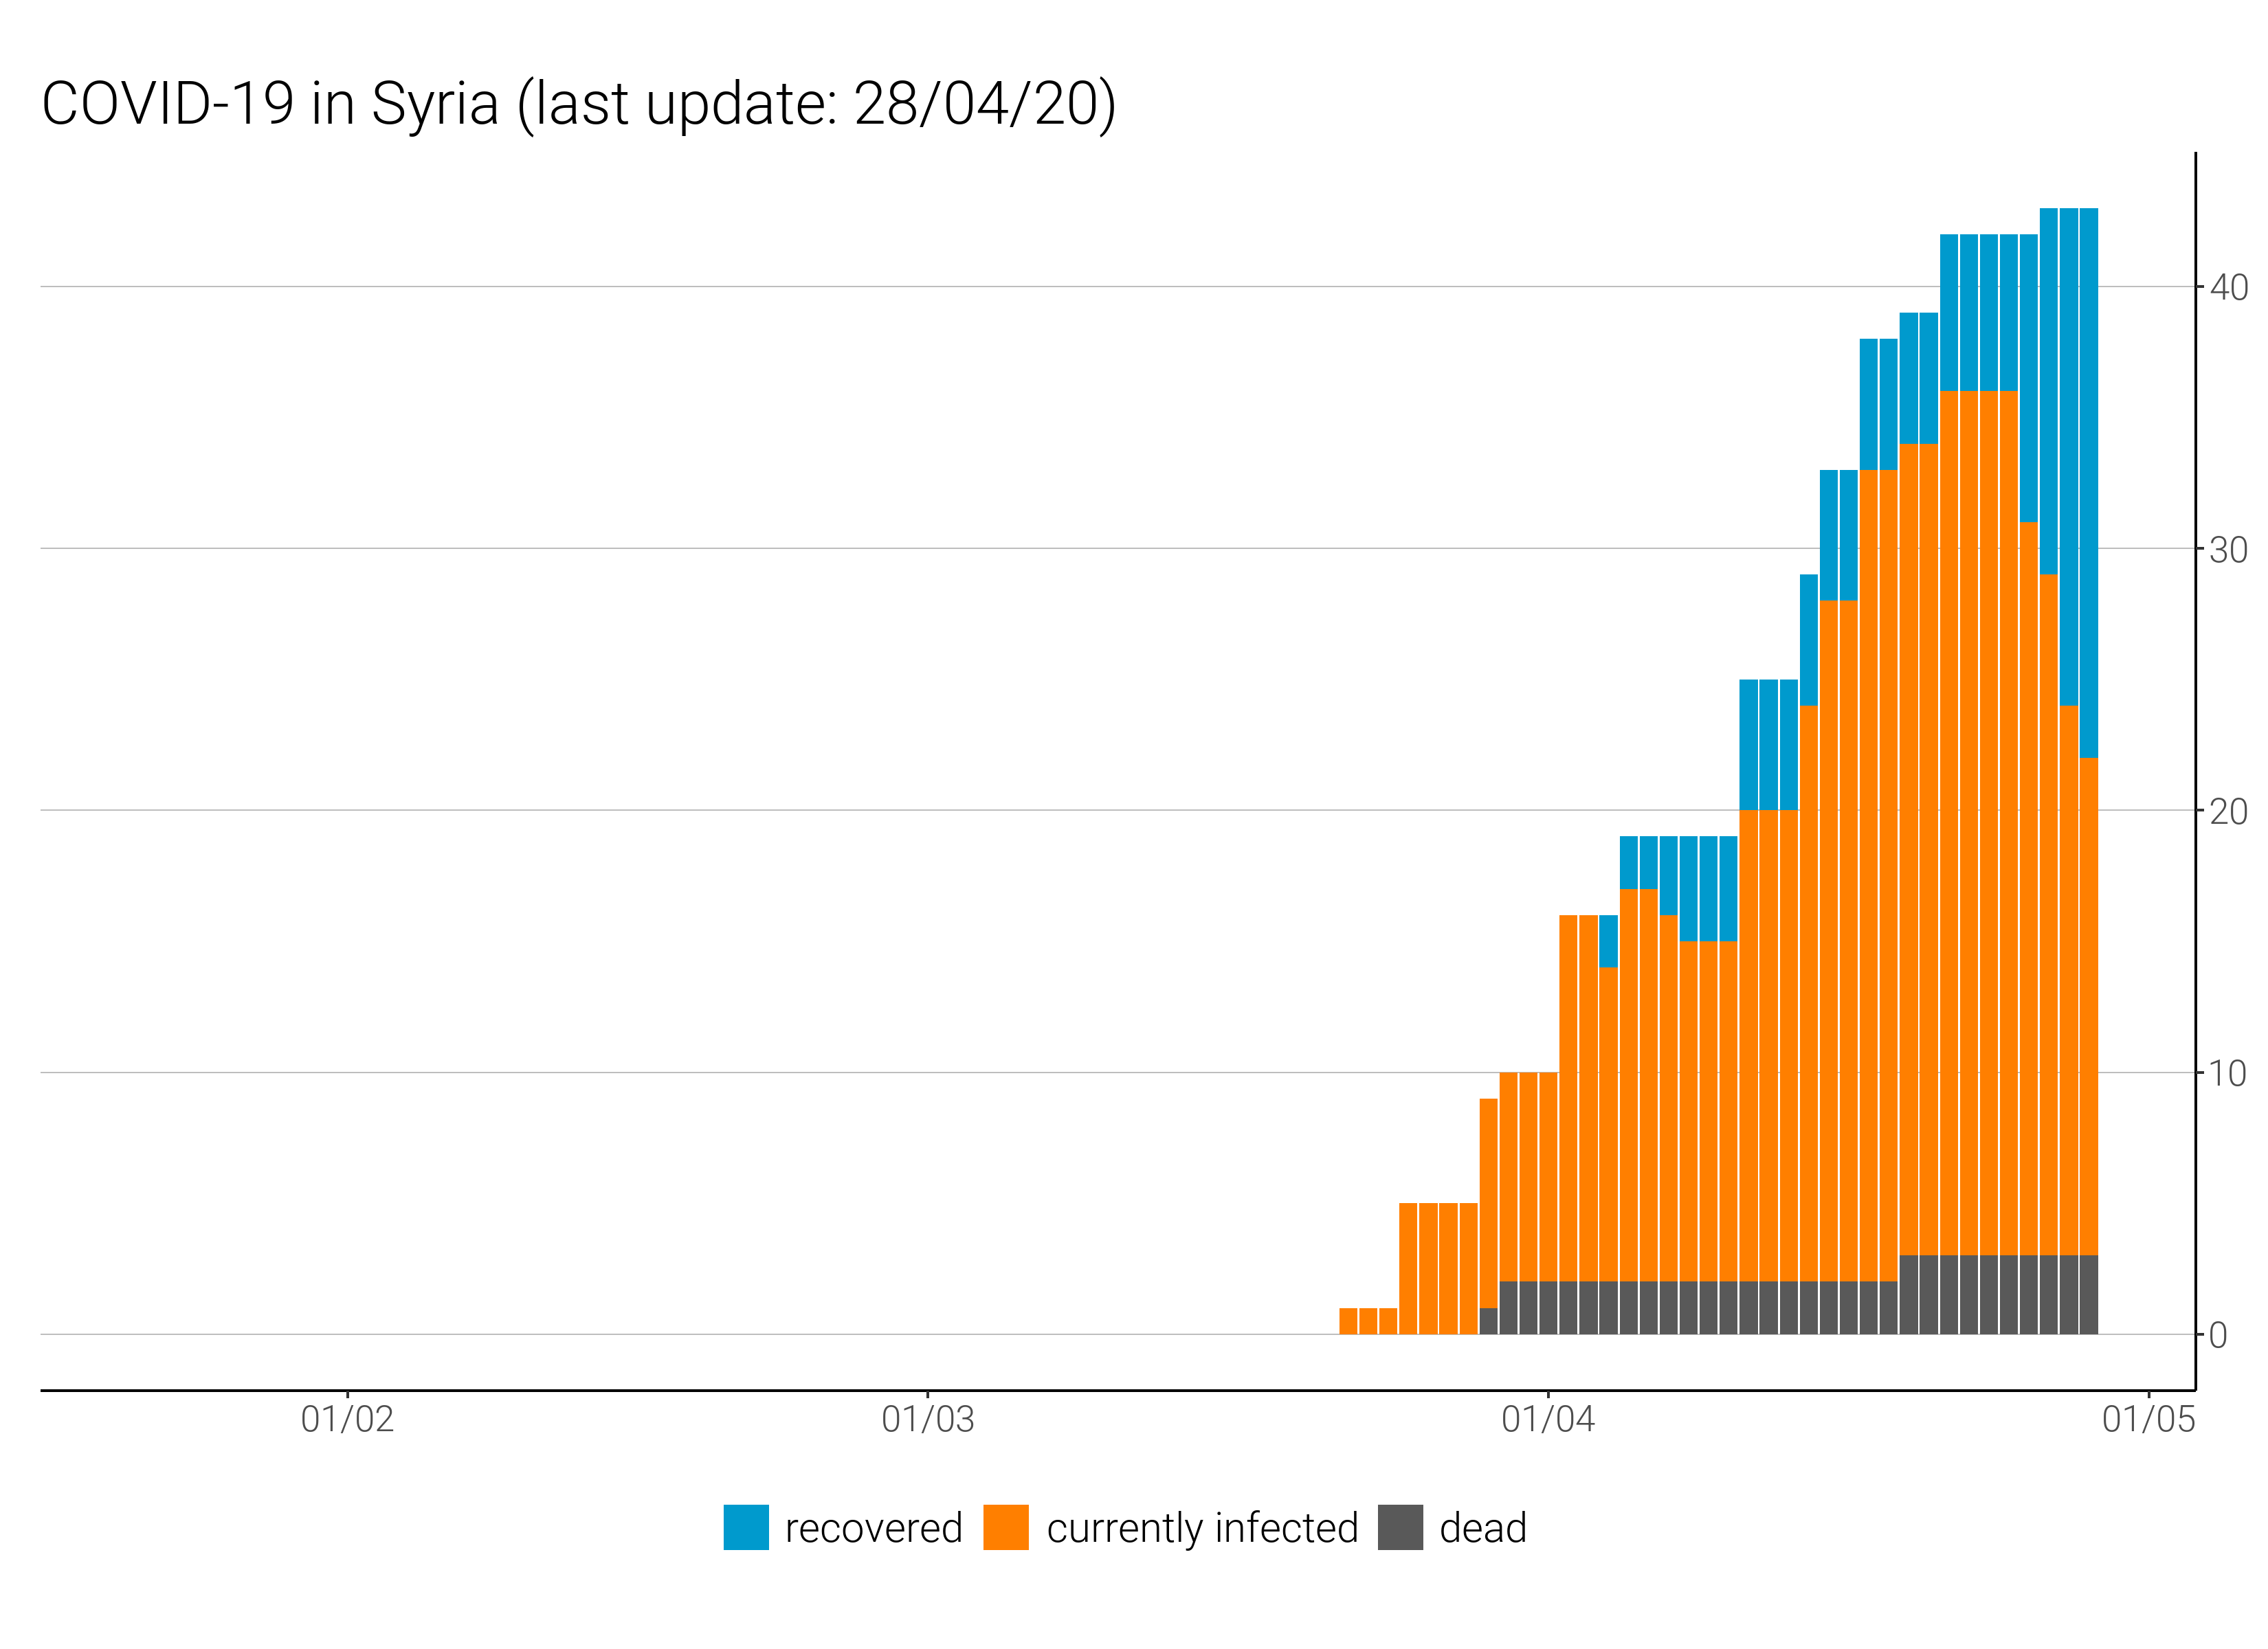 COVID-19 in Syria (last update: 28/04/20)
40
30
20
10
0
01/02 01/03 01/04 01/05
recovered currently infected dead